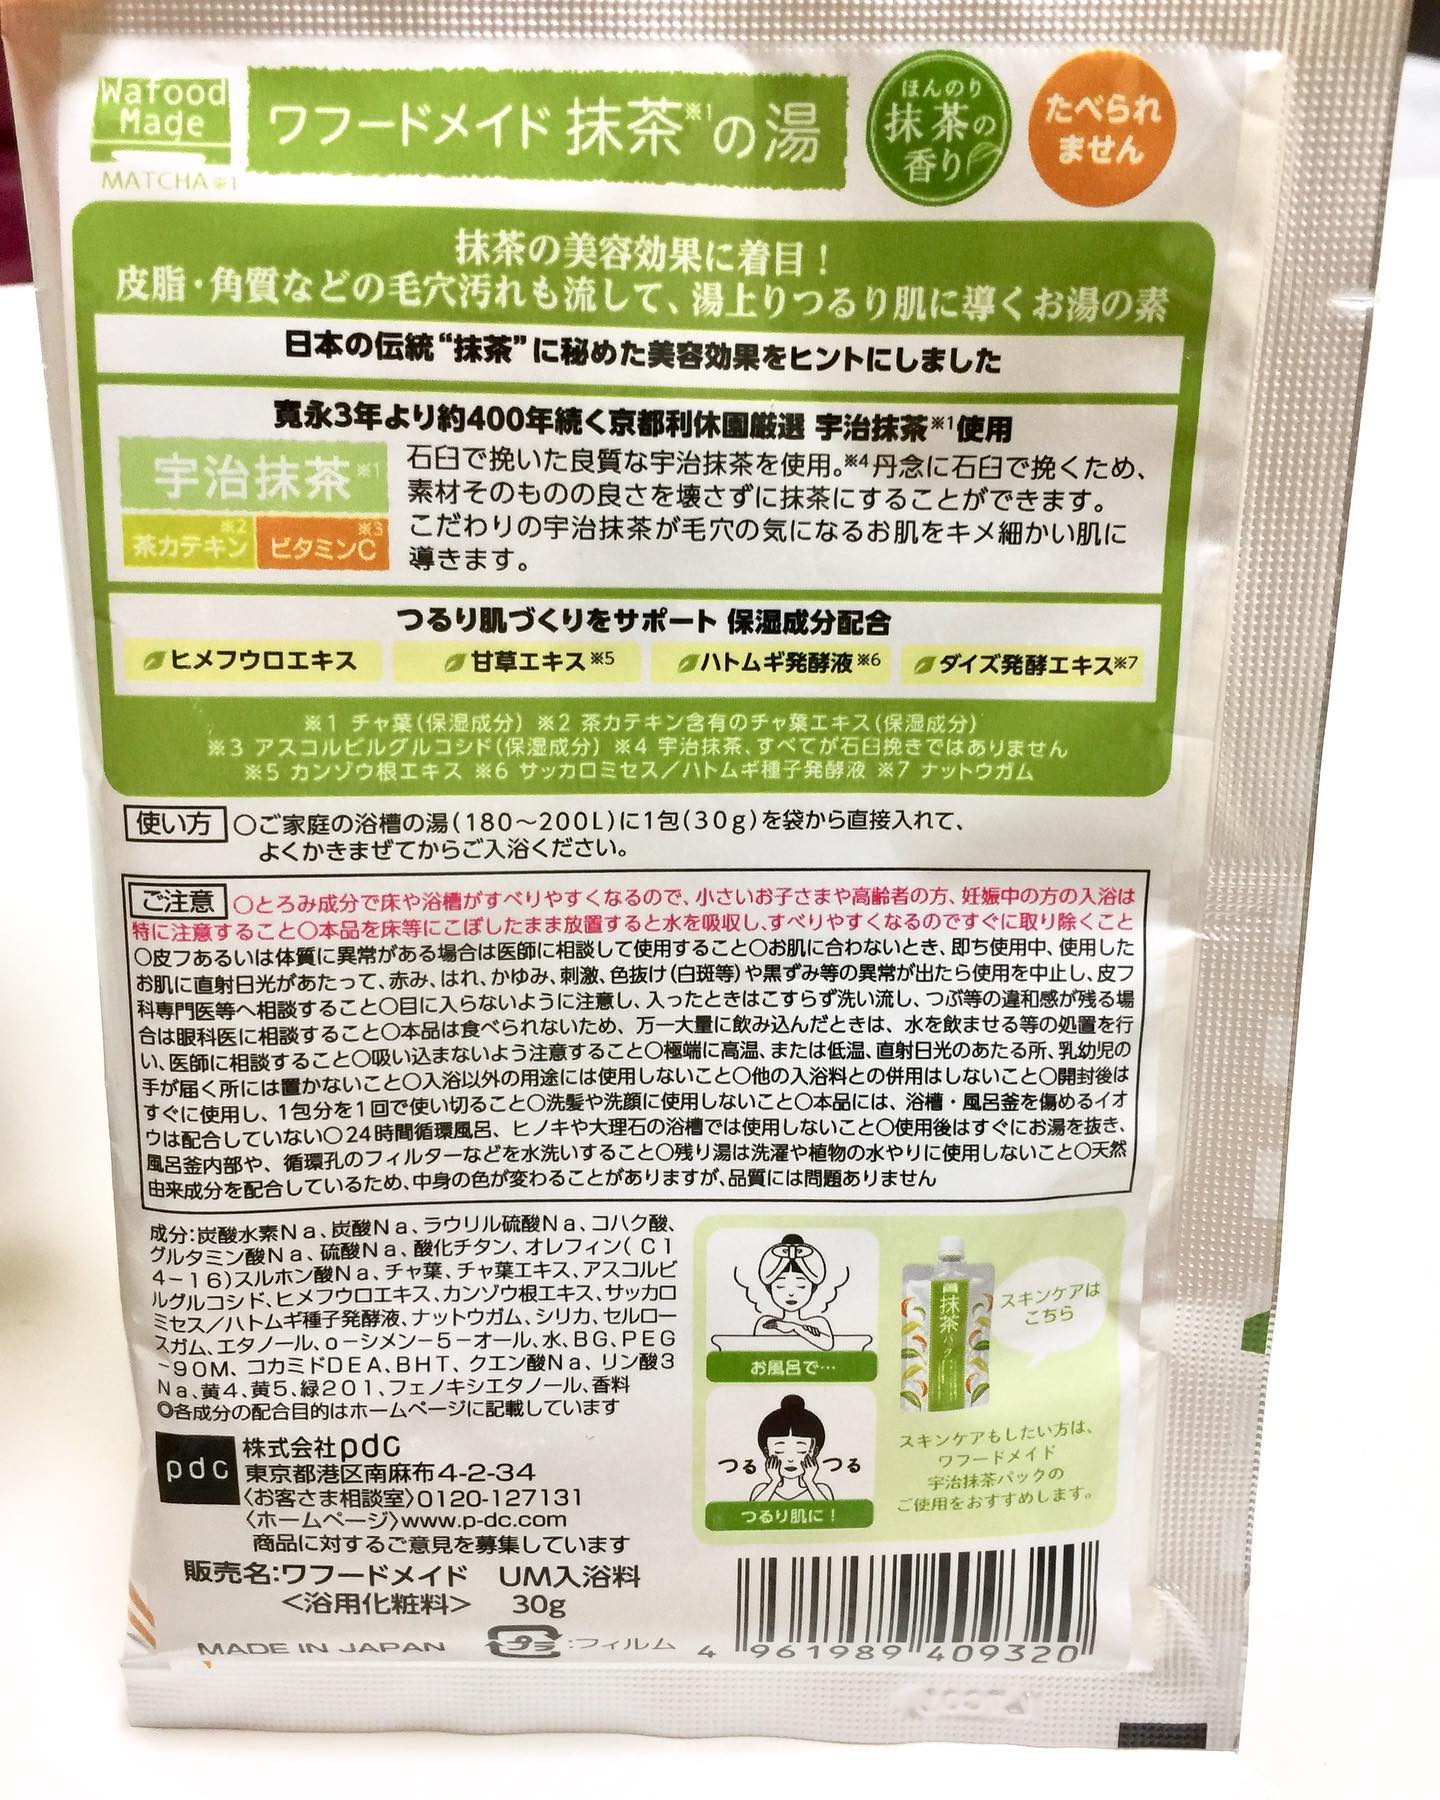 Wafood
Made
MATCHA※1
ワフードメイド 抹茶※1の湯
ほんのり
抹茶の
香り
たべられ
ません
抹茶の美容効果に着目！
皮脂・角質などの毛穴汚れも流して、湯上りつるり肌に導くお湯の素
日本の伝統“抹茶”に秘めた美容効果をヒントにしました
寛永3年より約400年続く京都利休園厳選 宇治抹茶※1使用
宇治抹茶※1
茶カテキン※2
ビタミンC※3
石臼で挽いた良質な宇治抹茶を使用。※4丹念に石臼で挽くため、
素材そのものの良さを壊さずに抹茶にすることができます。
こだわりの宇治抹茶が毛穴の気になるお肌をキメ細かい肌に
導きます。
つるり肌づくりをサポート 保湿成分配合
ヒメフウロエキス
甘草エキス※5
ハトムギ発酵液※6
ダイズ発酵エキス※7
※1 チャ葉(保湿成分) ※2 茶カテキン含有のチャ葉エキス(保湿成分)
※3 アスコルビルグルコシド(保湿成分) ※4 宇治抹茶、すべてが石臼挽きではありません
※5 カンゾウ根エキス ※6 サッカロミセス／ハトムギ種子発酵液 ※7 ナットウガム
使い方 ○ご家庭の浴槽の湯(180～200L)に1包(30g)を袋から直接入れて、
よくかきまぜてからご入浴ください。
ご注意 ○とろみ成分で床や浴槽がすべりやすくなるので、小さいお子さまや高齢者の方、妊娠中の方の入浴は
特に注意すること○本品を床等にこぼしたまま放置すると水を吸収し、すべりやすくなるのですぐに取り除くこと
○皮フあるいは体質に異常がある場合は医師に相談して使用すること○お肌に合わないとき、即ち使用中、使用した
お肌に直射日光があたって、赤み、はれ、かゆみ、刺激、色抜け(白斑等)や黒ずみ等の異常が出たら使用を中止し、皮フ
科専門医等へ相談すること○目に入らないように注意し、入ったときはこすらず洗い流し、つぶ等の違和感が残る場
合は眼科医に相談すること○本品は食べられないため、万一大量に飲み込んだときは、水を飲ませる等の処置を行
い、医師に相談すること○吸い込まないよう注意すること○極端に高温、または低温、直射日光のあたる所、乳幼児の
手が届く所には置かないこと○入浴以外の用途には使用しないこと○他の入浴料との併用はしないこと○開封後は
すぐに使用し、1包分を1回で使い切ること○洗髪や洗顔に使用しないこと○本品には、浴槽・風呂釜を傷めるイオ
ウは配合していない○24時間循環風呂、ヒノキや大理石の浴槽では使用しないこと○使用後はすぐにお湯を抜き、
風呂釜内部や、循環孔のフィルターなどを水洗いすること○残り湯は洗濯や植物の水やりに使用しないこと○天然
由来成分を配合しているため、中身の色が変わることがありますが、品質には問題ありません
成分：炭酸水素Na、炭酸Na、ラウリル硫酸Na、コハク酸、
グルタミン酸Na、硫酸Na、酸化チタン、オレフィン(C1
4-16)スルホン酸Na、チャ葉、チャ葉エキス、アスコルビ
ルグルコシド、ヒメフウロエキス、カンゾウ根エキス、サッカロ
ミセス／ハトムギ種子発酵液、ナットウガム、シリカ、セルロー
スガム、エタノール、o-シメン-5-オール、水、BG、PEG
-90M、コカミドDEA、BHT、クエン酸Na、リン酸3
Na、黄4、黄5、緑201、フェノキシエタノール、香料
◎各成分の配合目的はホームページに記載しています
お風呂で…
つる つる
つるり肌に！
抹茶パック
スキンケアは
こちら
スキンケアもしたい方は、
ワフードメイド
宇治抹茶パックの
ご使用をおすすめします。
pdc
株式会社pdc
東京都港区南麻布4-2-34
〈お客さま相談室〉0120-127131
〈ホームページ〉www.p-dc.com
商品に対するご意見を募集しています
販売名：ワフードメイド UM入浴料
＜浴用化粧料＞ 30g
MADE IN JAPAN
プラ：フィルム
4 961989 409320